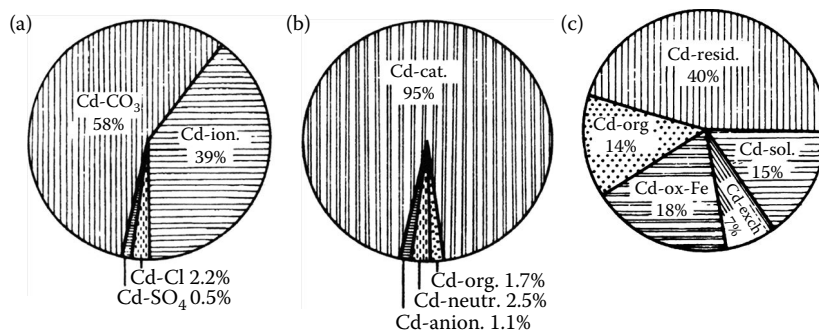 (a)
Cd-CO3
58%
Cd-ion.
39%
Cd-Cl 2.2%
Cd-SO4 0.5%
(b)
Cd-cat.
95%
Cd-org. 1.7%
Cd-neutr. 2.5%
Cd-anion. 1.1%
(c)
Cd-resid.
40%
Cd-org
14%
Cd-sol.
15%
Cd-ox-Fe
18%
Cd-exch
7%